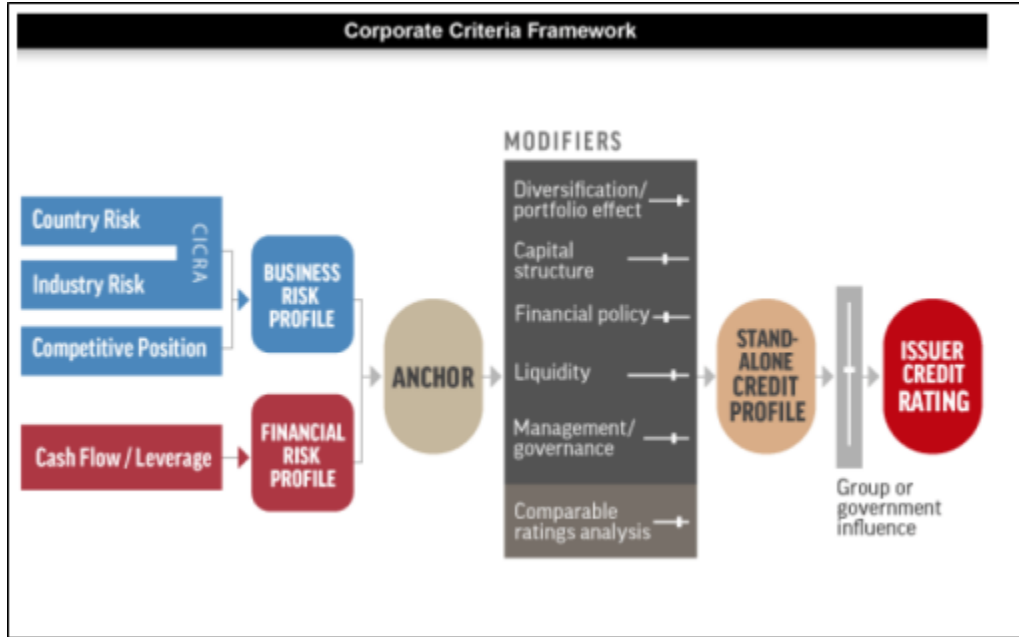 Corporate Criteria Framework
MODIFIERS
Country Risk
Industry Risk
CICRA
Competitive Position
Cash Flow / Leverage
BUSINESS
RISK
PROFILE
FINANCIAL
RISK
PROFILE
ANCHOR
Diversification/
portfolio effect
Capital
structure
Financial policy
Liquidity
Management/
governance
Comparable
ratings analysis
STAND-
ALONE
CREDIT
PROFILE
Group or
government
influence
ISSUER
CREDIT
RATING